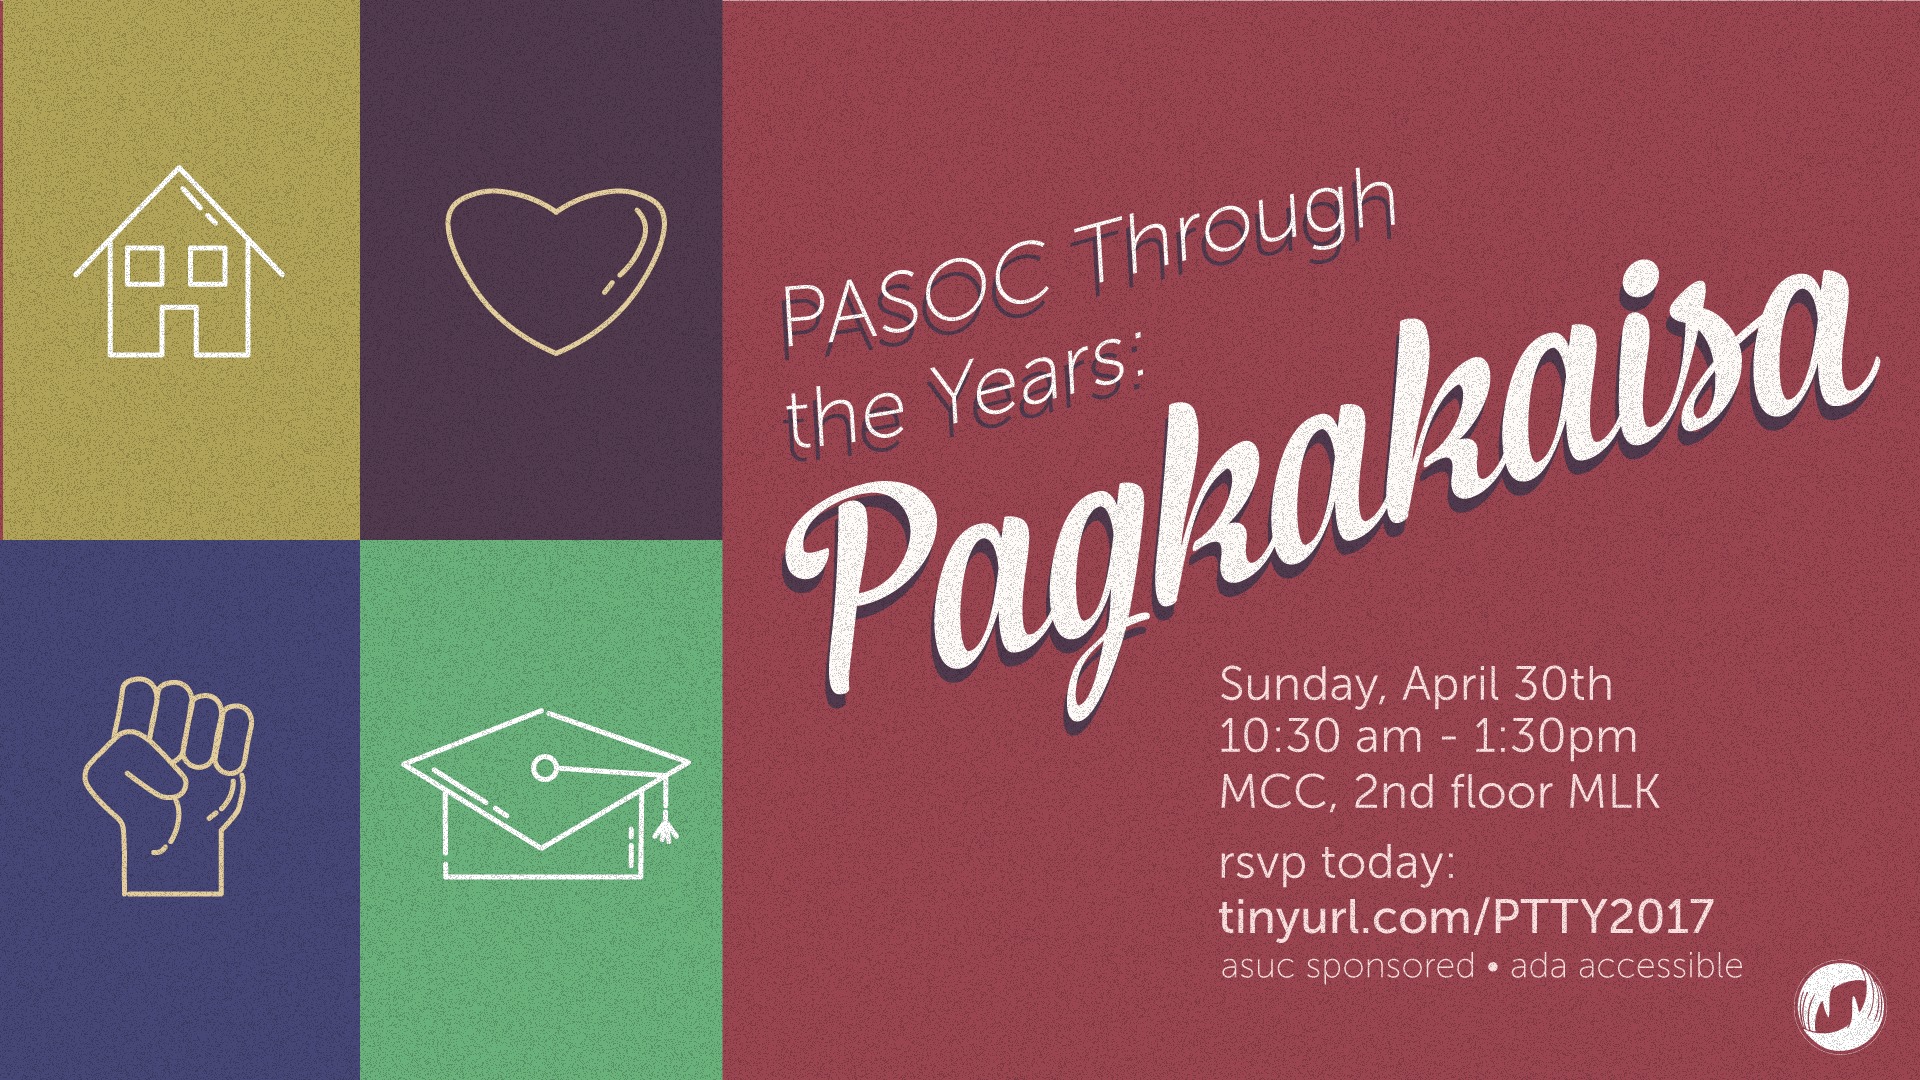 PASOC Through
the Years:
Pagkakaisa
Sunday, April 30th
10:30 am - 1:30pm
MCC, 2nd floor MLK
rsvp today:
tinyurl.com/PTTY2017
asuc sponsored • ada accessible